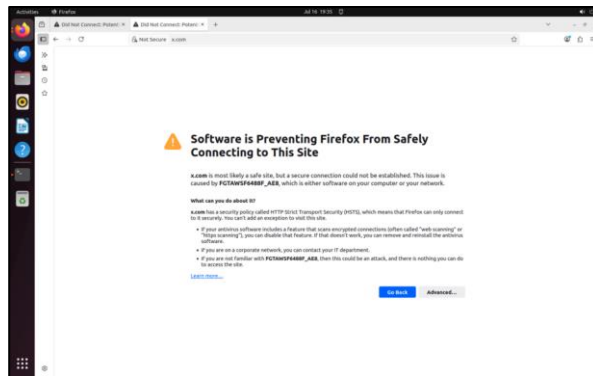 Activities
Firefox
Jul 16 19:35
Did Not Connect: Potenti
Did Not Connect: Potenti
Not Secure
x.com
Software is Preventing Firefox From Safely
Connecting to This Site
x.com is most likely a safe site, but a secure connection could not be established. This issue is
caused by FGTAWSF6488F_AE8, which is either software on your computer or your network.
What can you do about it?
x.com has a security policy called HTTP Strict Transport Security (HSTS), which means that Firefox can only connect
to it securely. You can't add an exception to visit this site.
• If your antivirus software includes a feature that scans encrypted connections (often called "web scanning" or
"https scanning"), you can disable that feature. If that doesn't work, you can remove and reinstall the antivirus
software.
• If you are on a corporate network, you can contact your IT department.
• If you are not familiar with FGTAWSF6488F_AE8, then this could be an attack, and there is nothing you can do
to access the site.
Learn more...
Go Back
Advanced...